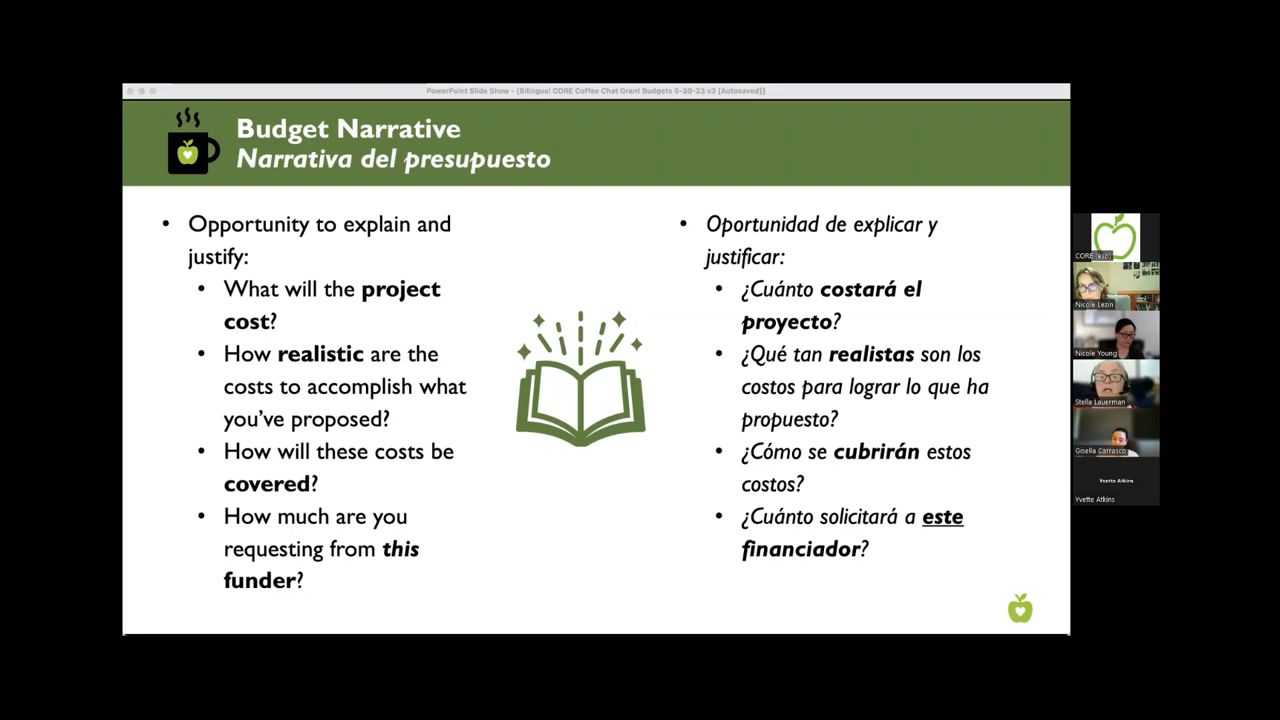 PowerPoint Slide Show - [Bilingual CORE Coffee Chat Grant Budgets 5-30-23 v3 [Autosaved]]
Budget Narrative
Narrativa del presupuesto
• Opportunity to explain and
justify:
• What will the project
cost?
• How realistic are the
costs to accomplish what
you’ve proposed?
• How will these costs be
covered?
• How much are you
requesting from this
funder?
• Oportunidad de explicar y
justificar:
• ¿Cuánto costará el
proyecto?
• ¿Qué tan realistas son los
costos para lograr lo que ha
propuesto?
• ¿Cómo se cubrirán estos
costos?
• ¿Cuánto solicitará a este
financiador?
CORE (esp)
Nicole Lezin
Nicole Young
Stella Lauerman
Gisella Carrasco
Yvette Atkins
Yvette Atkins